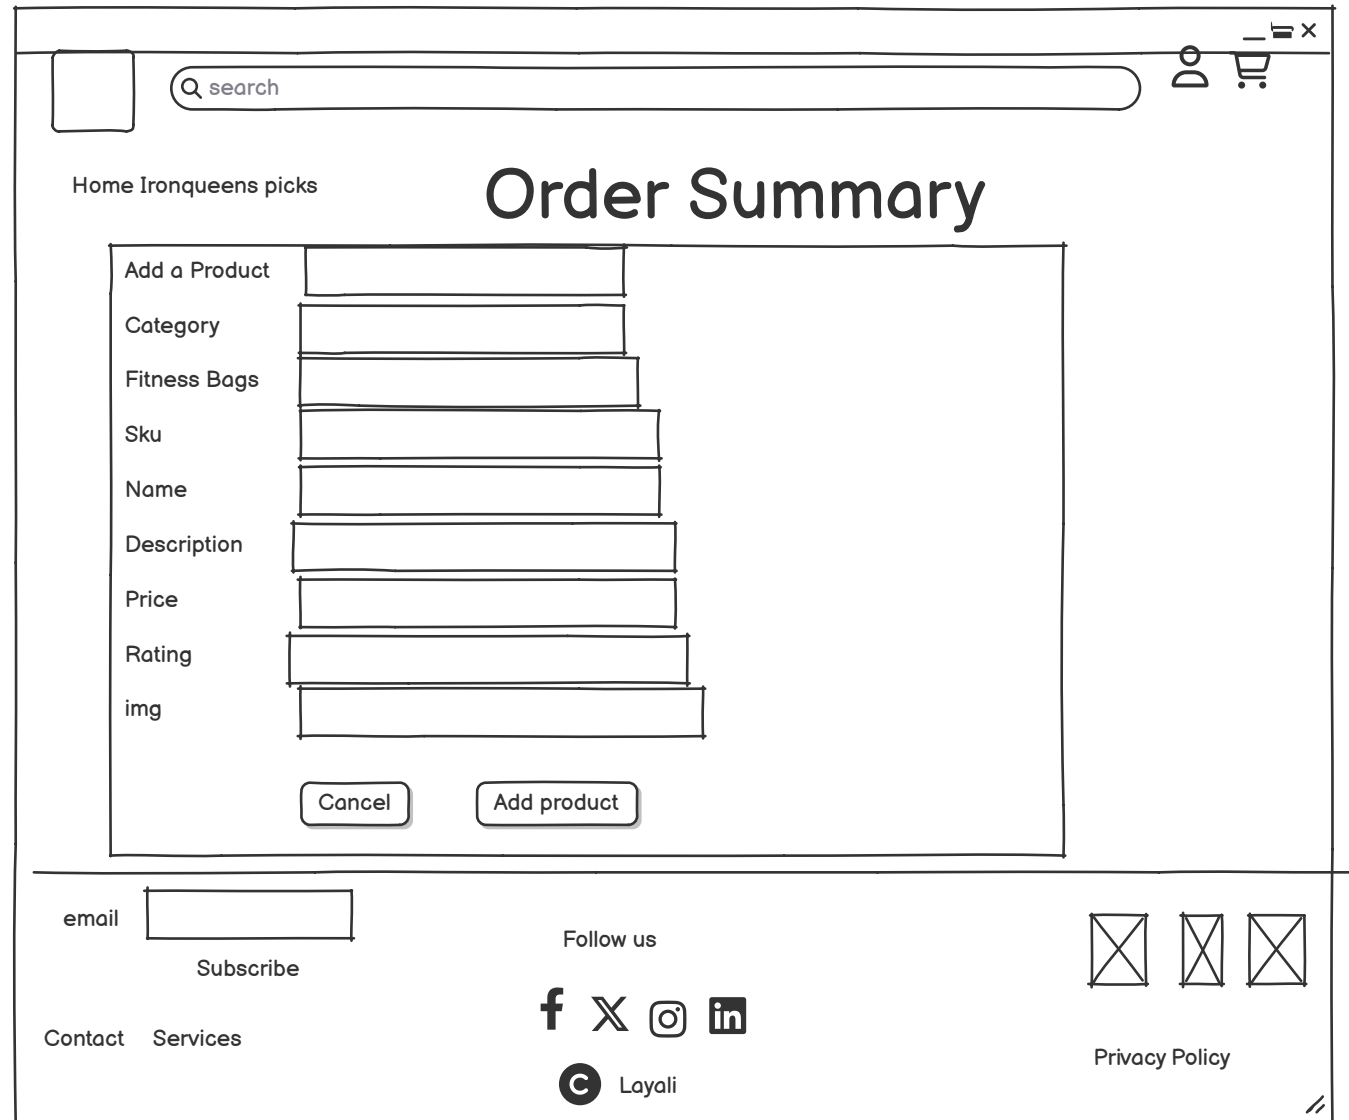 search
Home Ironqueens picks
Order Summary
Add a Product
Category
Fitness Bags
Sku
Name
Description
Price
Rating
img
Cancel
Add product
email
Subscribe
Follow us
Contact
Services
C Layali
Privacy Policy